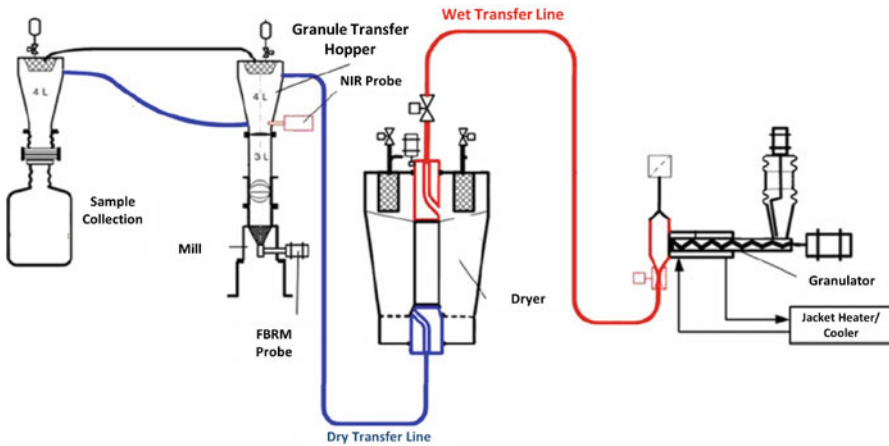 Wet Transfer Line
Granule Transfer
Hopper
NIR Probe
4 L
4 L
3 L
Sample
Collection
Mill
FBRM
Probe
Dryer
Granulator
Jacket Heater/
Cooler
Dry Transfer Line